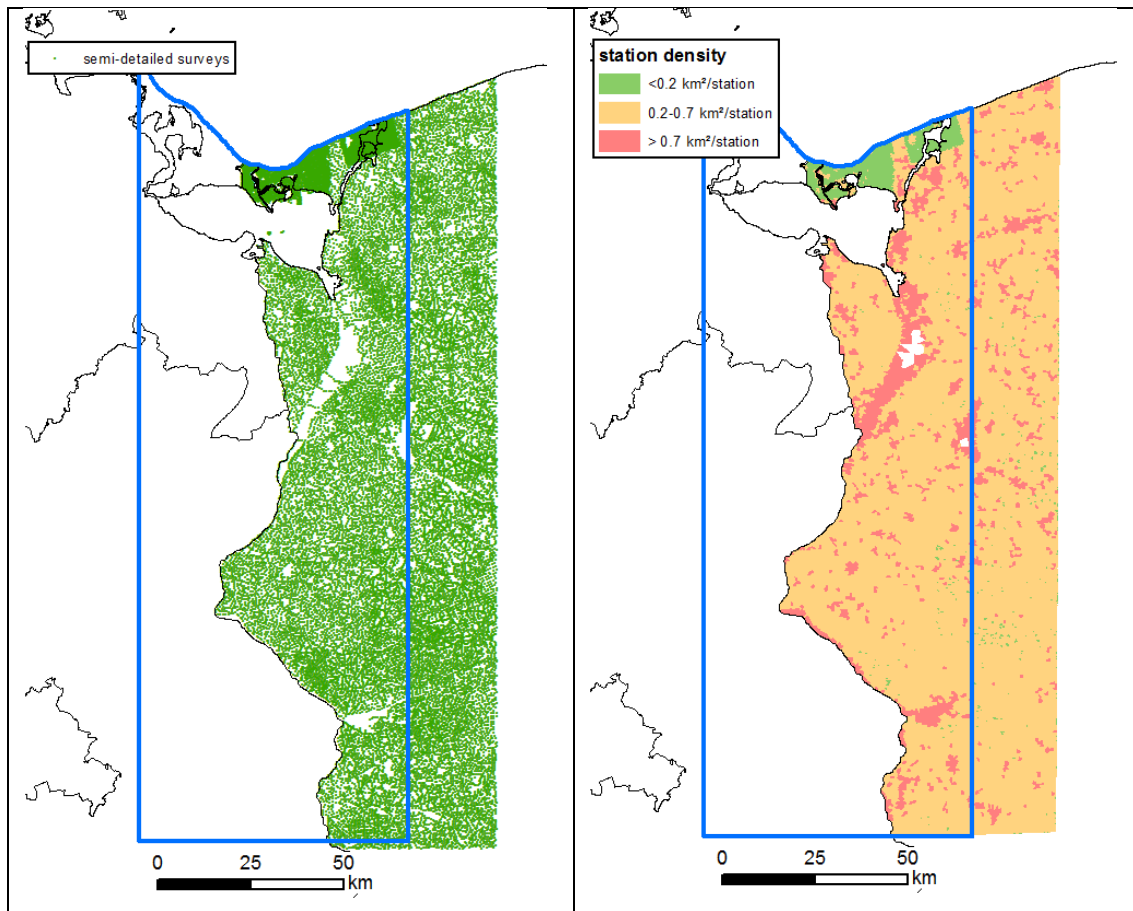 semi-detailed surveys
0 25 50
km
station density
<0.2 km²/station
0.2-0.7 km²/station
> 0.7 km²/station
0 25 50
km